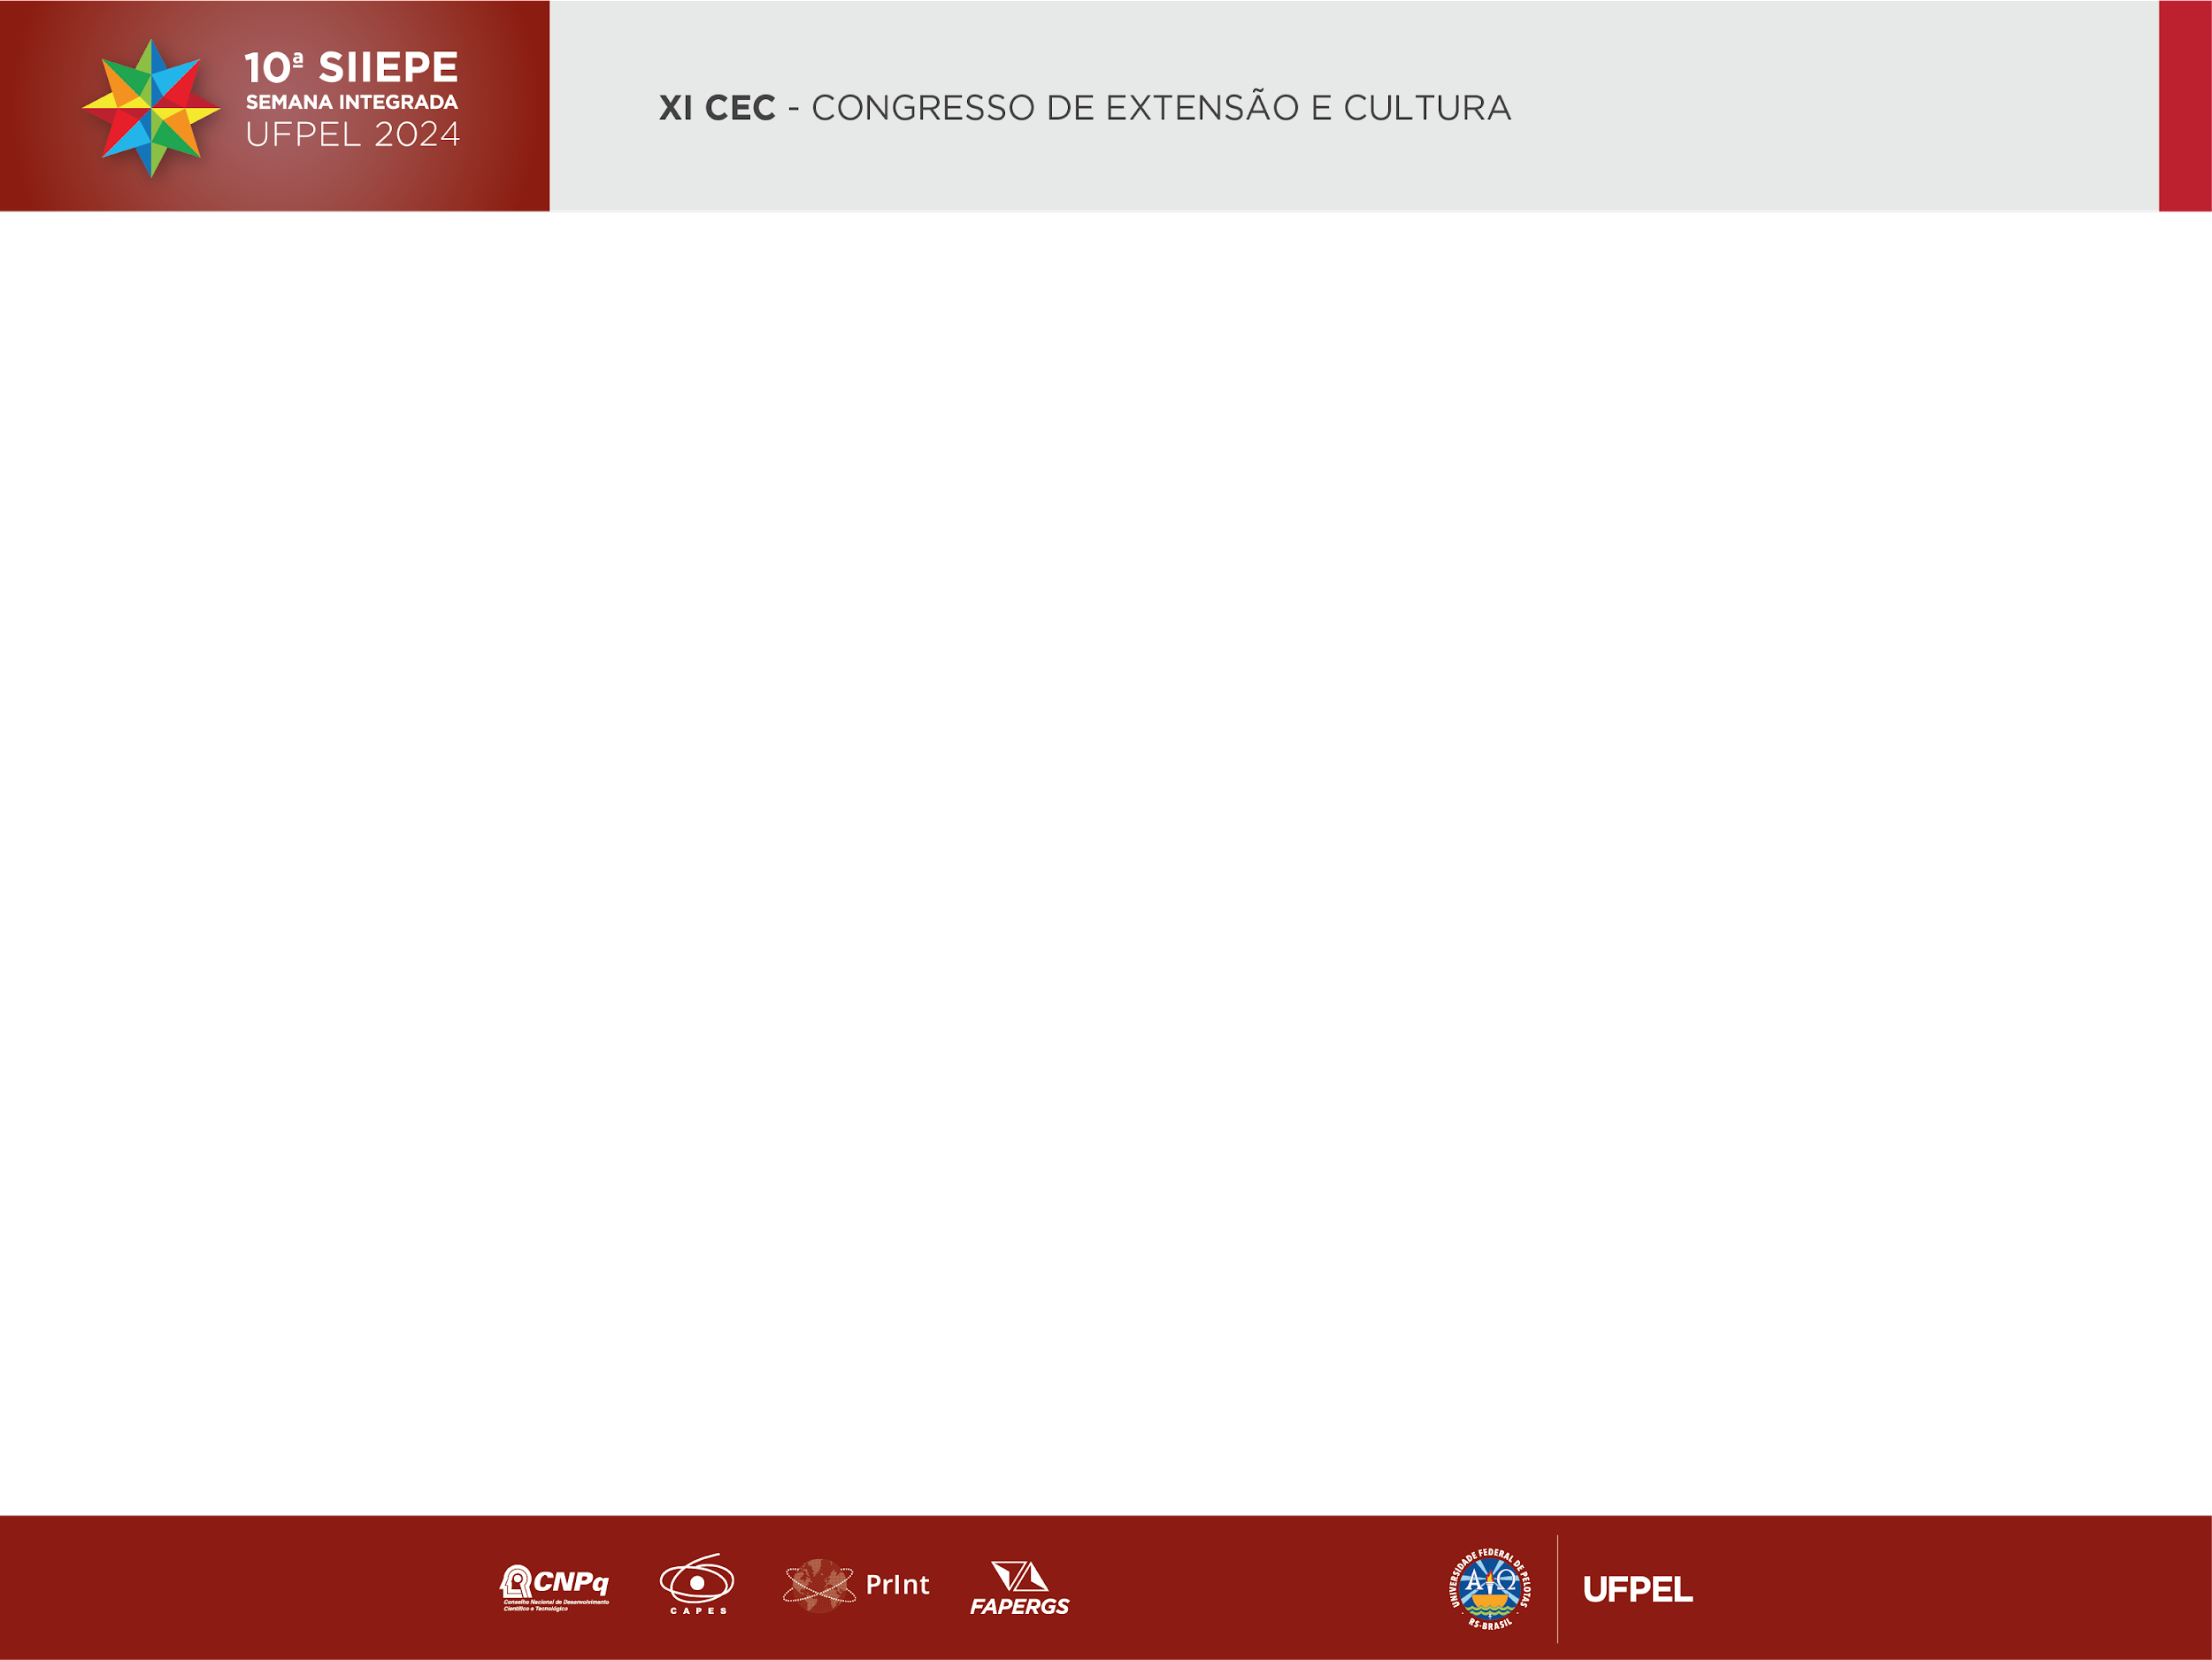 10ª SIIEPE
SEMANA INTEGRADA
UFPEL 2024
XI CEC - CONGRESSO DE EXTENSÃO E CULTURA
CNPq
Conselho Nacional de Desenvolvimento
Científico e Tecnológico
CAPES
PrInt
FAPERGS
UNIVERSIDADE FEDERAL DE PELOTAS
ΑΩ
RS-BRASIL
UFPEL